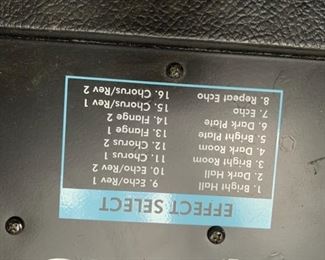 EFFECT SELECT
1. Bright Hall
2. Dark Hall
3. Bright Room
4. Dark Room
5. Bright Plate
6. Dark Plate
7. Echo
8. Repeat Echo
9. Echo/Rev 1
10. Echo/Rev 2
11. Chorus 1
12. Chorus 2
13. Flange 1
14. Flange 2
15. Chorus/Rev 1
16. Chorus/Rev 2